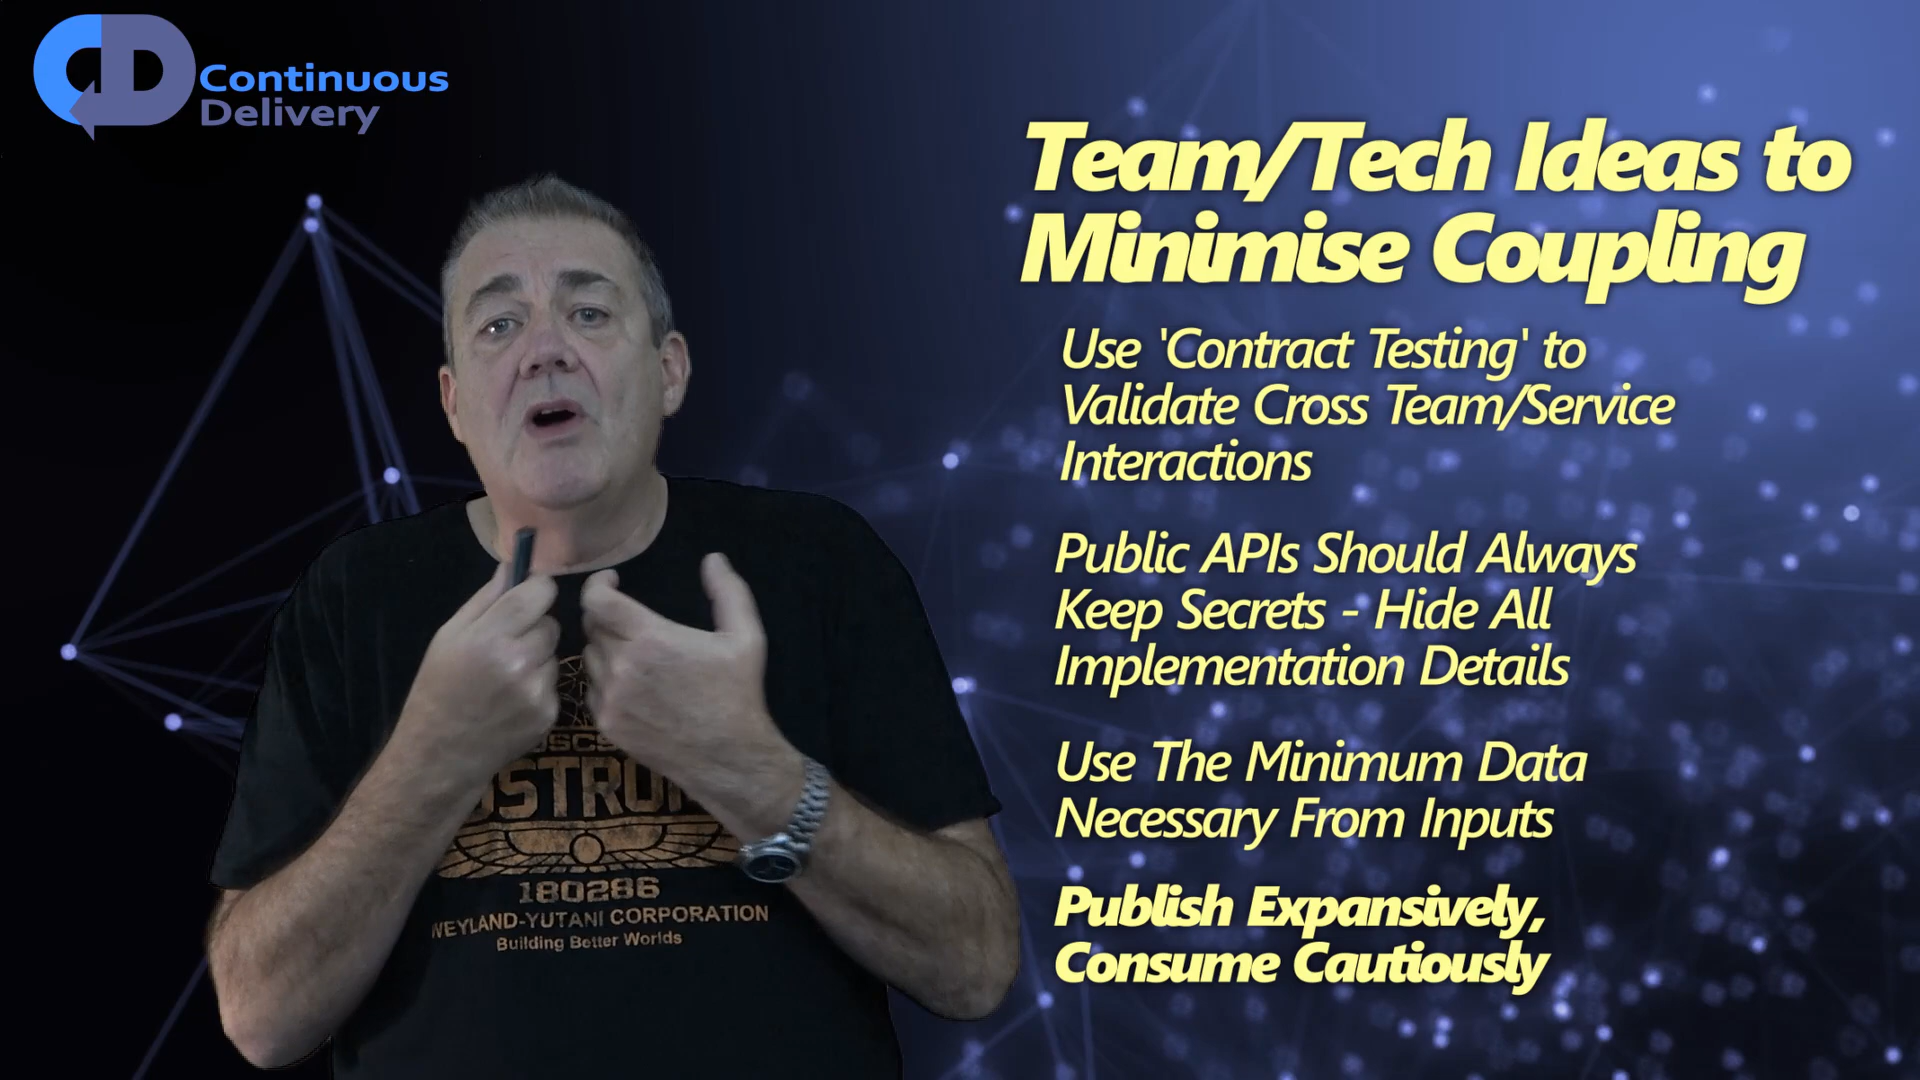 Continuous
Delivery
Team/Tech Ideas to
Minimise Coupling
Use 'Contract Testing' to
Validate Cross Team/Service
Interactions
Public APIs Should Always
Keep Secrets - Hide All
Implementation Details
Use The Minimum Data
Necessary From Inputs
Publish Expansively,
Consume Cautiously
180286
WEYLAND-YUTANI CORPORATION
Building Better Worlds